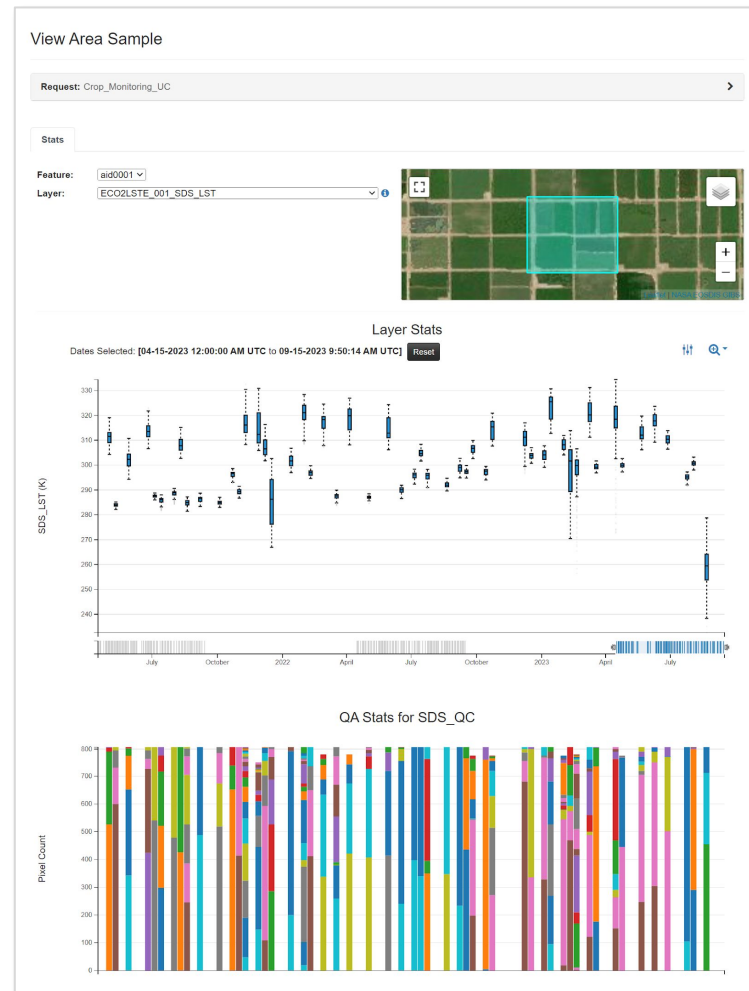 View Area Sample
Request: Crop_Monitoring_UC
Stats
Feature: aid0001
Layer: ECO2LSTE_001_SDS_LST
+
−
Layer Stats
Dates Selected: [04-15-2023 12:00:00 AM UTC to 09-15-2023 9:50:14 AM UTC] Reset
SDS_LST (K)
330
320
310
300
290
280
270
260
250
240
July October 2022 April July October 2023 April July
QA Stats for SDS_QC
Pixel Count
800
700
600
500
400
300
200
100
0